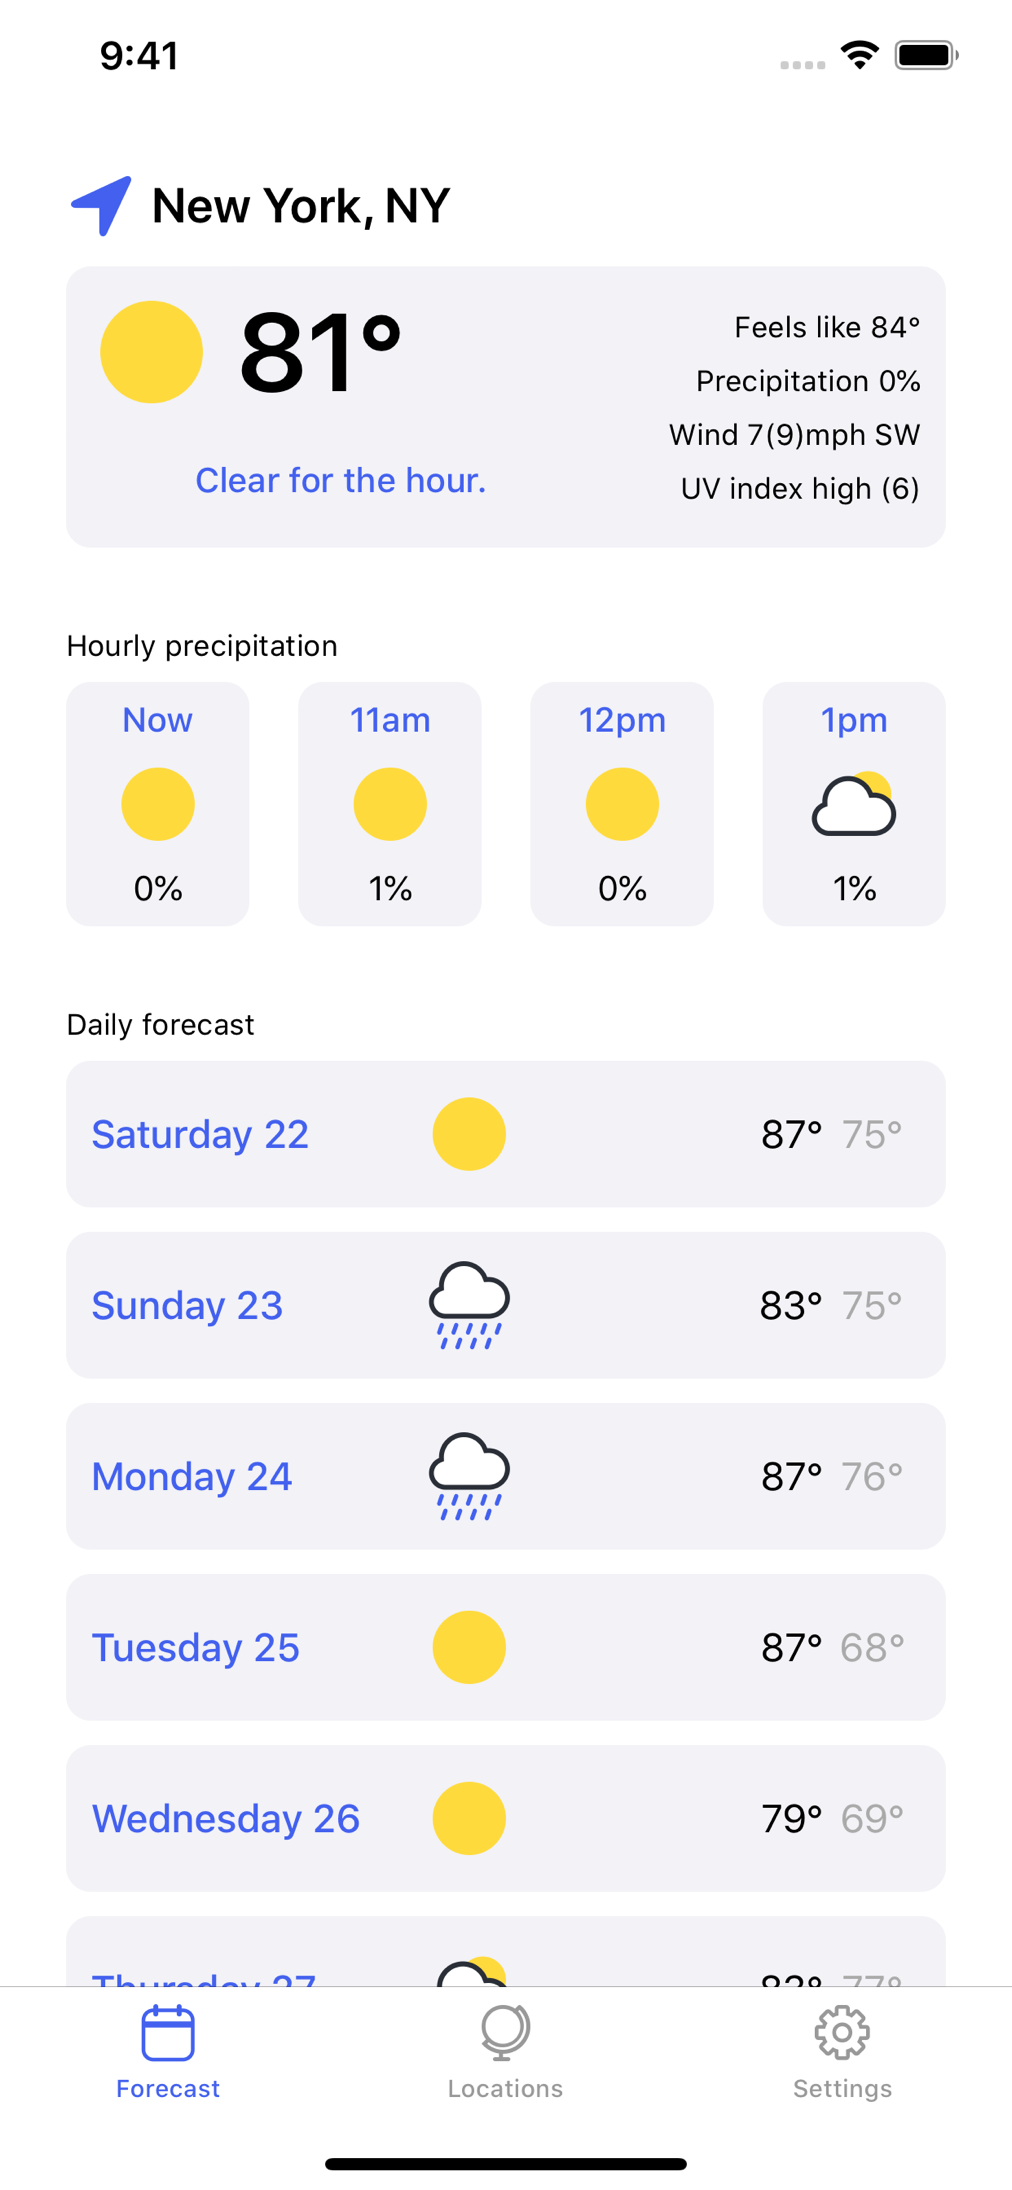 9:41
New York, NY
81°
Feels like 84°
Precipitation 0%
Wind 7(9)mph SW
UV index high (6)
Clear for the hour.
Hourly precipitation
Now 11am 12pm 1pm
0% 1% 0% 1%
Daily forecast
Saturday 22 87° 75°
Sunday 23 83° 75°
Monday 24 87° 76°
Tuesday 25 87° 68°
Wednesday 26 79° 69°
Thursday 27 77°
Forecast Locations Settings